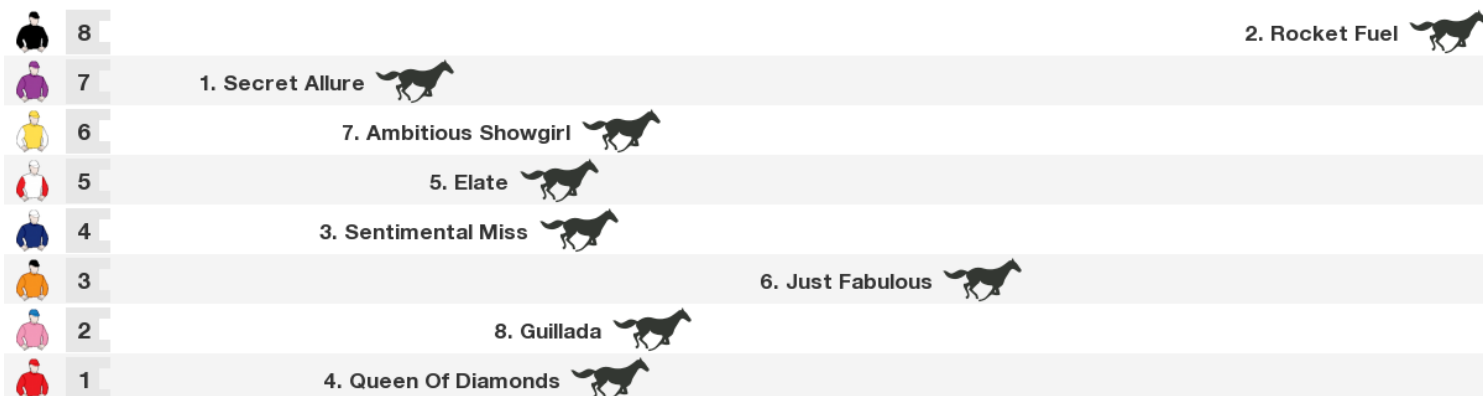 8 2. Rocket Fuel
7 1. Secret Allure
6 7. Ambitious Showgirl
5 5. Elate
4 3. Sentimental Miss
3 6. Just Fabulous
2 8. Guillada
1 4. Queen Of Diamonds